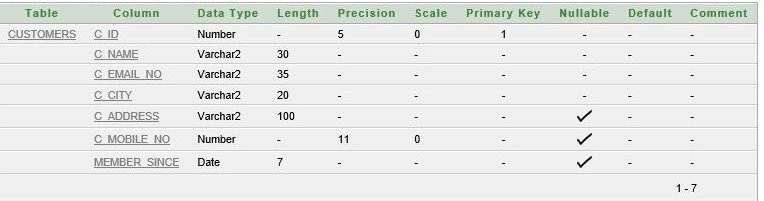 Table Column Data Type Length Precision Scale Primary Key Nullable Default Comment
CUSTOMERS C_ID Number - 5 0 1 - - -
C_NAME Varchar2 30 - - - - - -
C_EMAIL_NO Varchar2 35 - - - - - -
C_CITY Varchar2 20 - - - - - -
C_ADDRESS Varchar2 100 - - - ✓ - -
C_MOBILE_NO Number - 11 0 - ✓ - -
MEMBER_SINCE Date 7 - - - ✓ - -
1 - 7